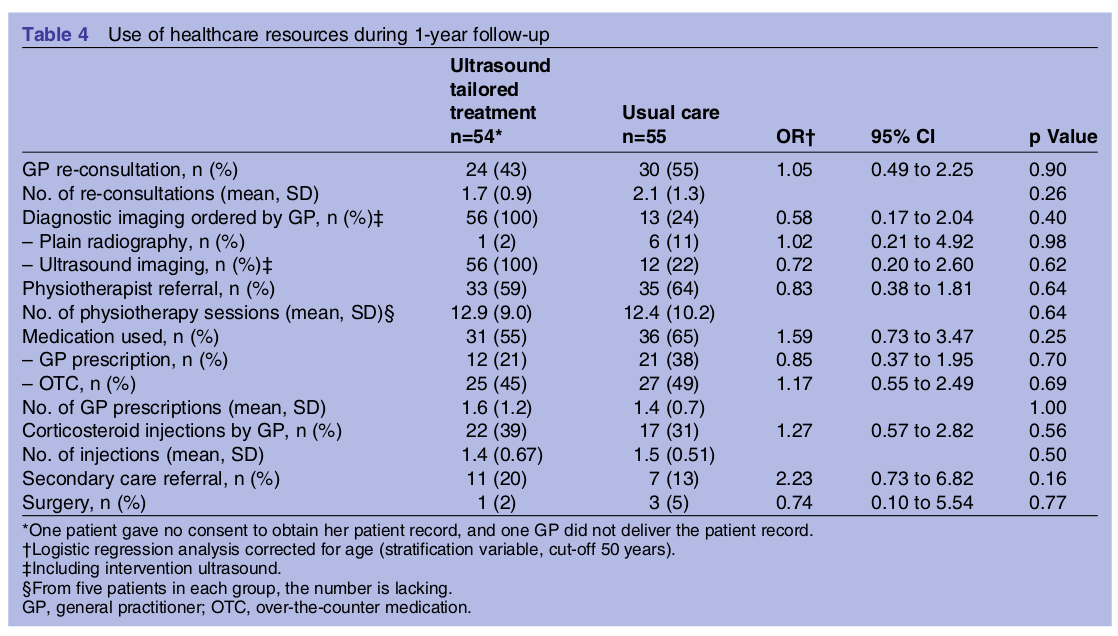 Table 4 Use of healthcare resources during 1-year follow-up
Ultrasound
tailored
treatment Usual care
n=54* n=55 OR† 95% CI p Value
GP re-consultation, n (%) 24 (43) 30 (55) 1.05 0.49 to 2.25 0.90
No. of re-consultations (mean, SD) 1.7 (0.9) 2.1 (1.3) 0.26
Diagnostic imaging ordered by GP, n (%)‡ 56 (100) 13 (24) 0.58 0.17 to 2.04 0.40
– Plain radiography, n (%) 1 (2) 6 (11) 1.02 0.21 to 4.92 0.98
– Ultrasound imaging, n (%)‡ 56 (100) 12 (22) 0.72 0.20 to 2.60 0.62
Physiotherapist referral, n (%) 33 (59) 35 (64) 0.83 0.38 to 1.81 0.64
No. of physiotherapy sessions (mean, SD)§ 12.9 (9.0) 12.4 (10.2) 0.64
Medication used, n (%) 31 (55) 36 (65) 1.59 0.73 to 3.47 0.25
– GP prescription, n (%) 12 (21) 21 (38) 0.85 0.37 to 1.95 0.70
– OTC, n (%) 25 (45) 27 (49) 1.17 0.55 to 2.49 0.69
No. of GP prescriptions (mean, SD) 1.6 (1.2) 1.4 (0.7) 1.00
Corticosteroid injections by GP, n (%) 22 (39) 17 (31) 1.27 0.57 to 2.82 0.56
No. of injections (mean, SD) 1.4 (0.67) 1.5 (0.51) 0.50
Secondary care referral, n (%) 11 (20) 7 (13) 2.23 0.73 to 6.82 0.16
Surgery, n (%) 1 (2) 3 (5) 0.74 0.10 to 5.54 0.77
*One patient gave no consent to obtain her patient record, and one GP did not deliver the patient record.
†Logistic regression analysis corrected for age (stratification variable, cut-off 50 years).
‡Including intervention ultrasound.
§From five patients in each group, the number is lacking.
GP, general practitioner; OTC, over-the-counter medication.